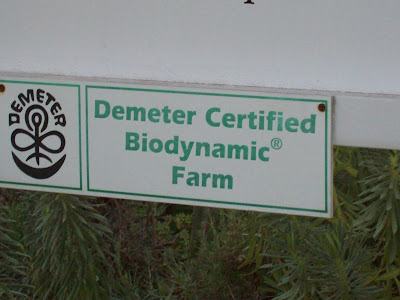 DEMETER
Demeter Certified
Biodynamic®
Farm